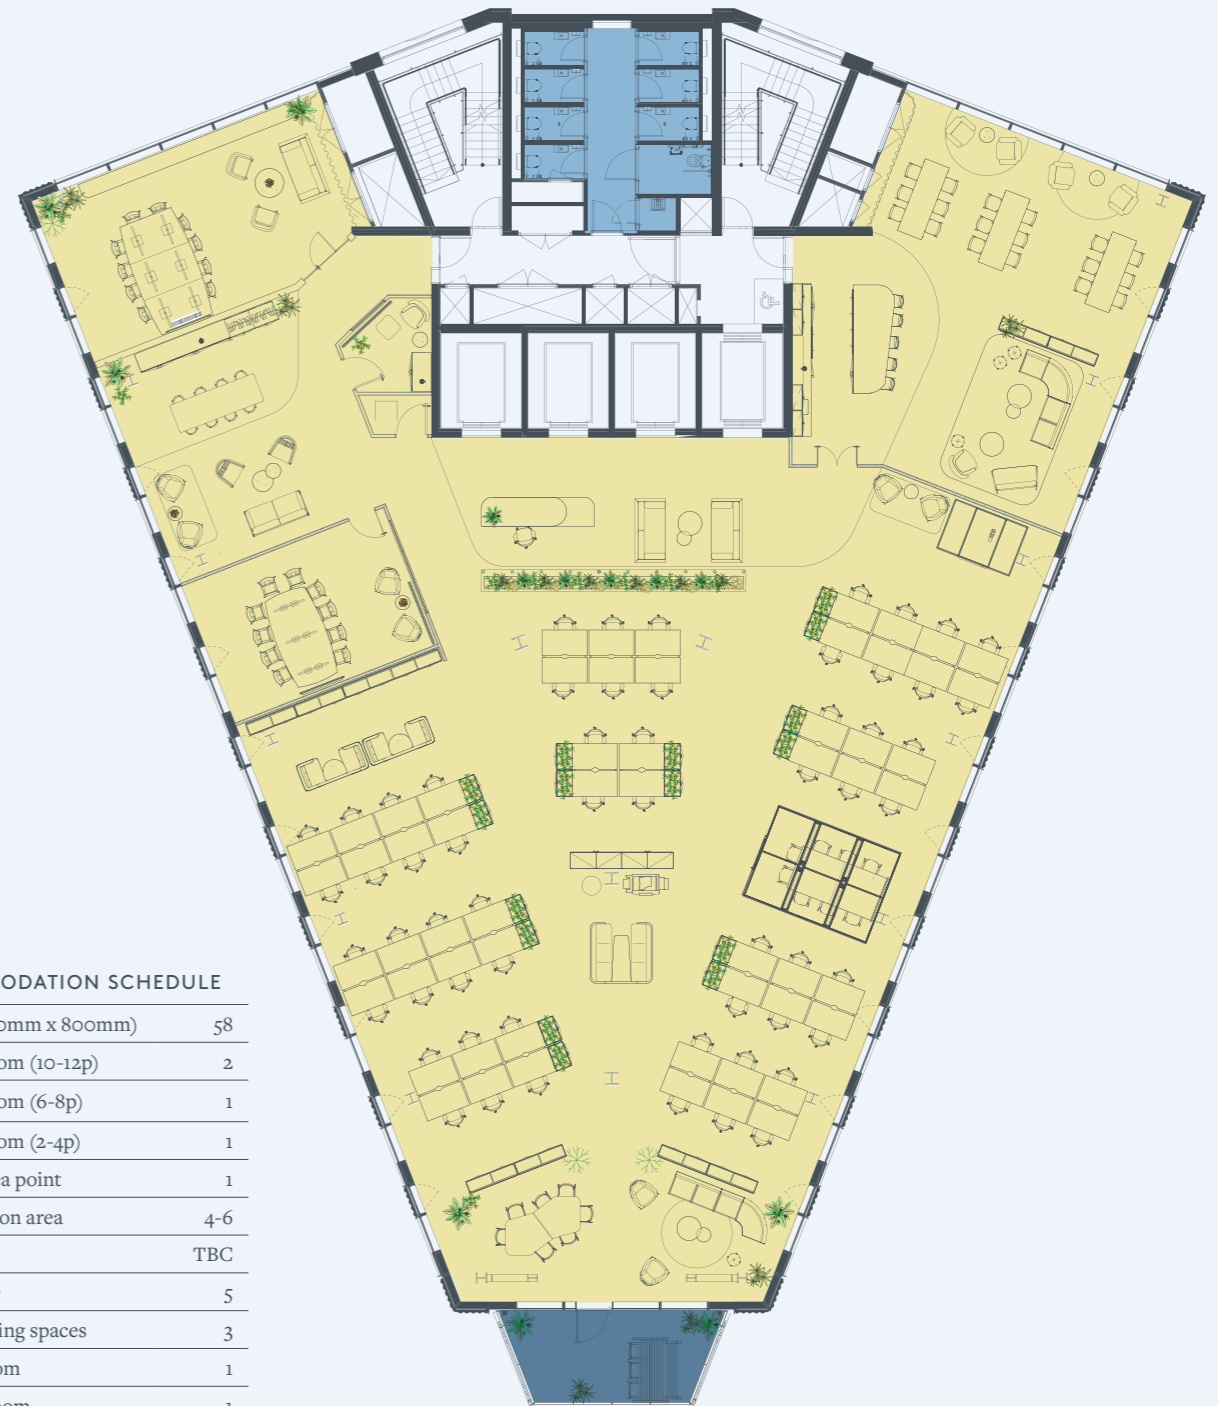 ODATION SCHEDULE
0mm x 800mm) 58
om (10-12p) 2
om (6-8p) 1
om (2-4p) 1
a point 1
on area 4-6
TBC
5
ing spaces 3
om 1